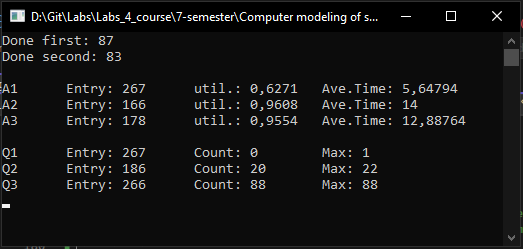 D:\Git\Labs\Labs_4_course\7-semester\Computer modeling of s...
Done first: 87
Done second: 83
A1 Entry: 267 util.: 0,6271 Ave.Time: 5,64794
A2 Entry: 166 util.: 0,9608 Ave.Time: 14
A3 Entry: 178 util.: 0,9554 Ave.Time: 12,88764
Q1 Entry: 267 Count: 0 Max: 1
Q2 Entry: 186 Count: 20 Max: 22
Q3 Entry: 266 Count: 88 Max: 88